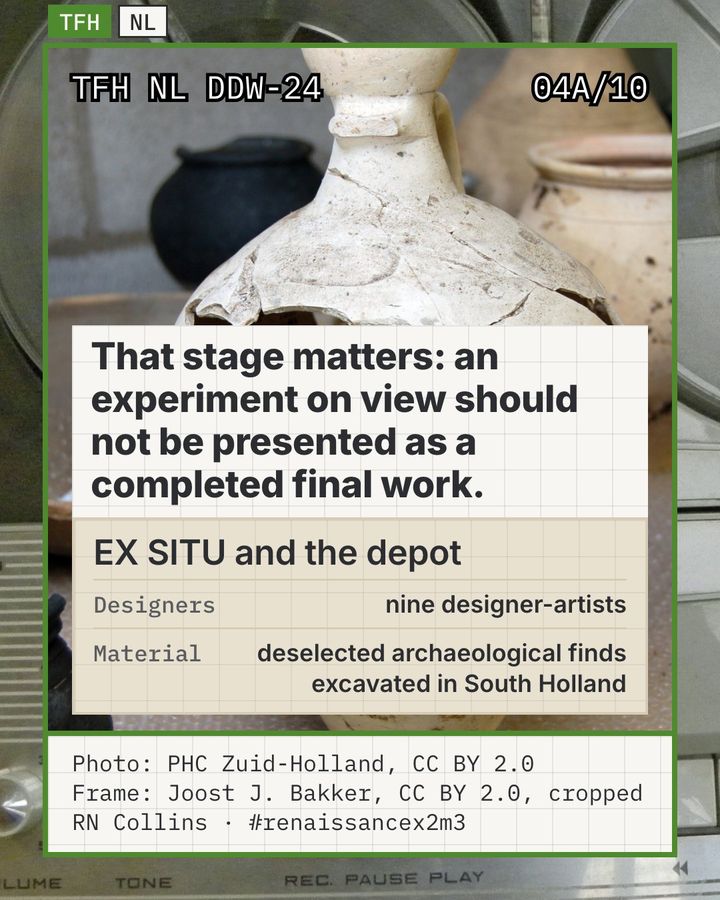 TFH NL
TFH NL DDW-24 04A/10
That stage matters: an
experiment on view should
not be presented as a
completed final work.
EX SITU and the depot
Designers nine designer-artists
Material deselected archaeological finds
excavated in South Holland
Photo: PHC Zuid-Holland, CC BY 2.0
Frame: Joost J. Bakker, CC BY 2.0, cropped
RN Collins · #renaissancex2m3
LUME TONE REC. PAUSE PLAY